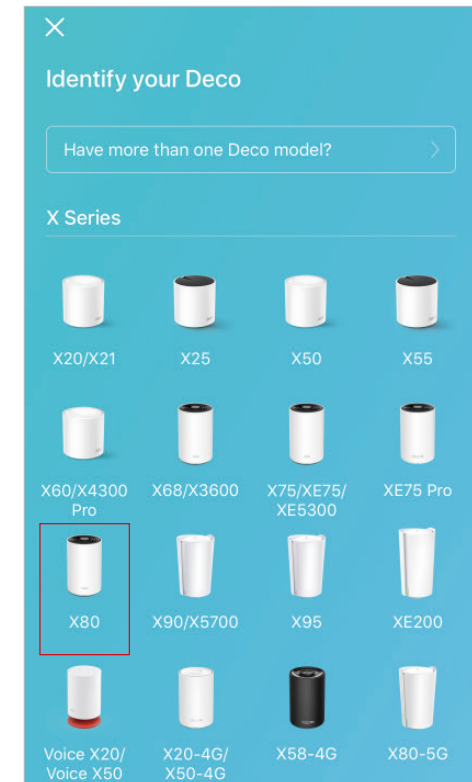 Identify your Deco
Have more than one Deco model?
X Series
X20/X21
X25
X50
X55
X60/X4300
Pro
X68/X3600
X75/XE75/
XE5300
XE75 Pro
X80
X90/X5700
X95
XE200
Voice X20/
Voice X50
X20-4G/
X50-4G
X58-4G
X80-5G